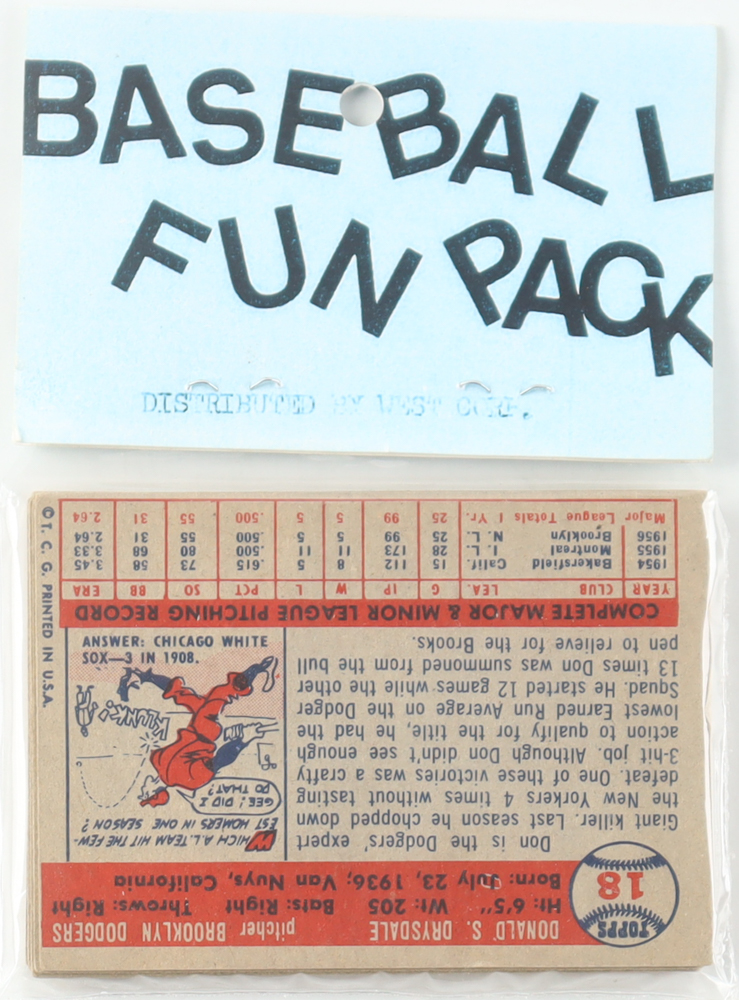 BASEBALL
FUN PACK
DISTRIBUTED BY WEST CORP.
TOPPS
18
DONALD S. DRYSDALE pitcher BROOKLYN DODGERS
Ht: 6'5" Wt: 205 Bats: Right Throws: Right
Born: July 23, 1936; Van Nuys, California
Don is the Dodgers' expert
Giant killer. Last season he chopped down
the New Yorkers 4 times without tasting
defeat. One of these victories was a crafty
3-hit job. Although Don didn't see enough
action to qualify for the title, he had the
lowest Earned Run Average on the Dodger
Squad. He started 12 games while the other
13 times Don was summoned from the bull
pen to relieve for the Brooks.
WHICH A.L. TEAM HIT THE FEW-
EST HOMERS IN ONE SEASON?
GEE! DID I
DO THAT?
KLUNK!
ANSWER: CHICAGO WHITE
SOX—3 IN 1908.
COMPLETE MAJOR & MINOR LEAGUE PITCHING RECORD
YEAR CLUB LEA. G IP W L PCT SO BB ERA
1954 Bakersfield Calif. 15 112 8 5 .615 73 58 3.45
1955 Montreal I. L. 28 173 11 11 .500 80 68 3.33
1956 Brooklyn N. L. 25 99 5 5 .500 55 31 2.64
Major League Totals 1 Yr. 25 99 5 5 .500 55 31 2.64
©T. C. G. PRINTED IN U.S.A.